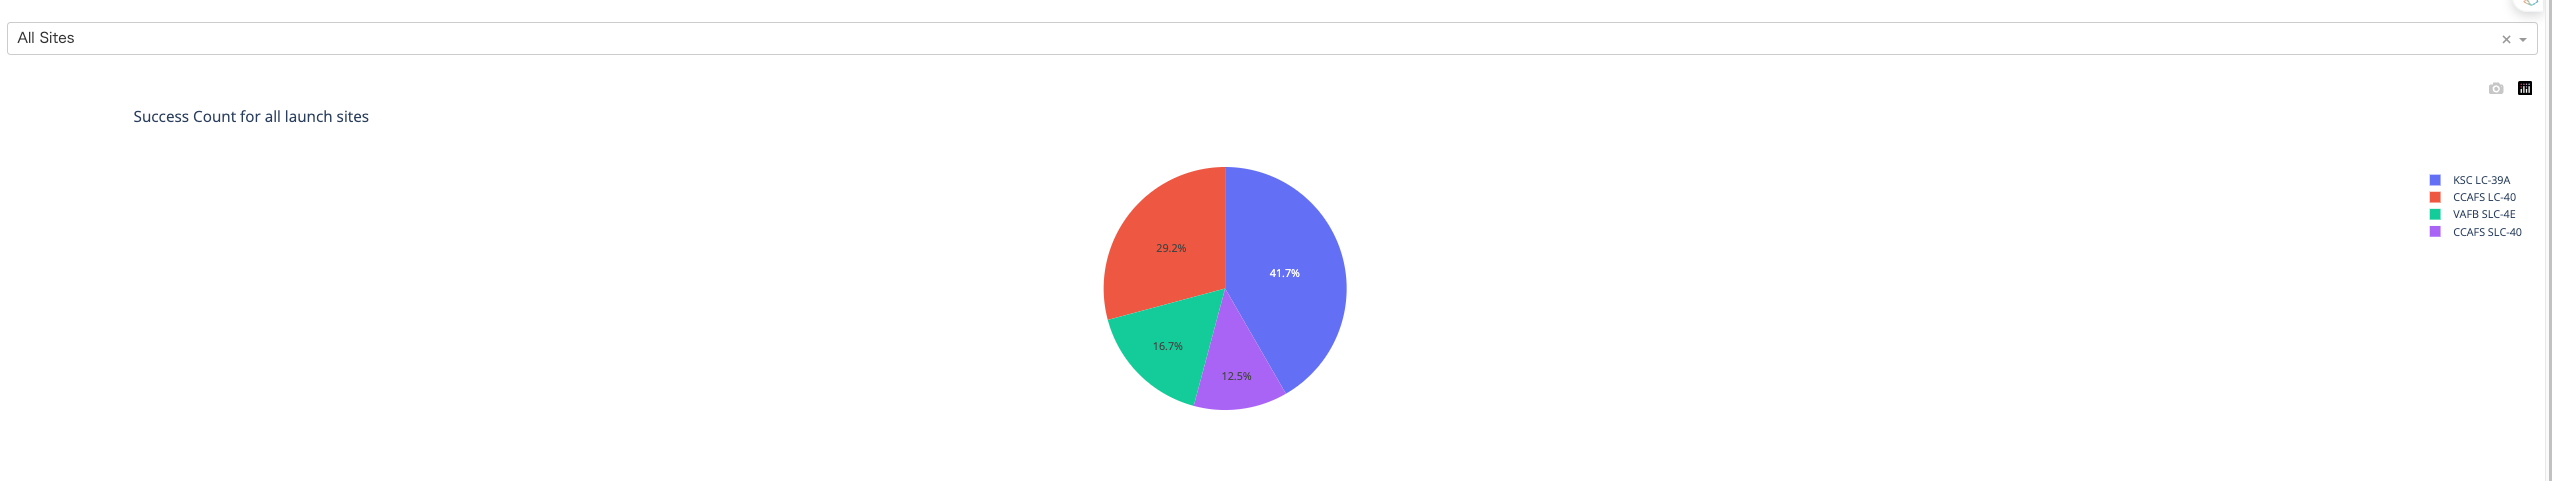 All Sites
Success Count for all launch sites
KSC LC-39A
CCAFS LC-40
VAFB SLC-4E
CCAFS SLC-40
29.2%
41.7%
16.7%
12.5%